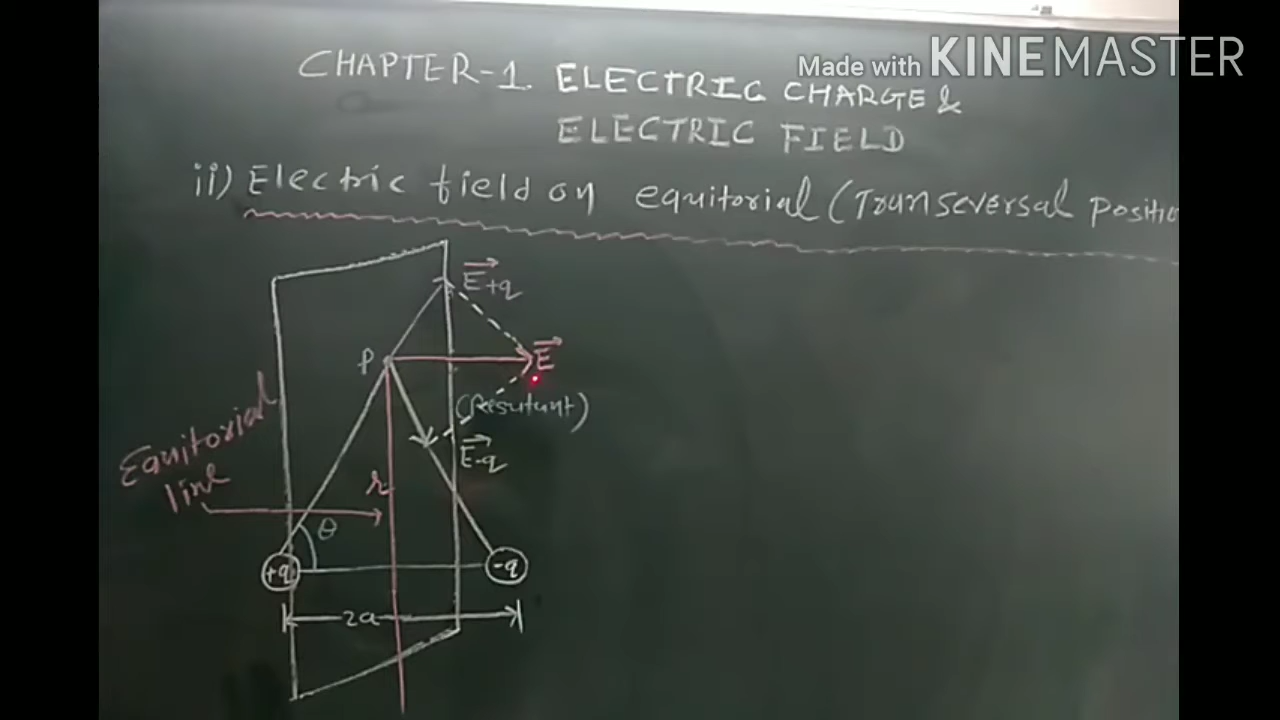 Made with KINEMASTER
CHAPTER-1. ELECTRIC CHARGE &
ELECTRIC FIELD
ii) Electric field on equitorial (Transeversal positio
E+q
P
E
(Resutant)
E-q
Equitorial
line
r
θ
+q
-q
2a